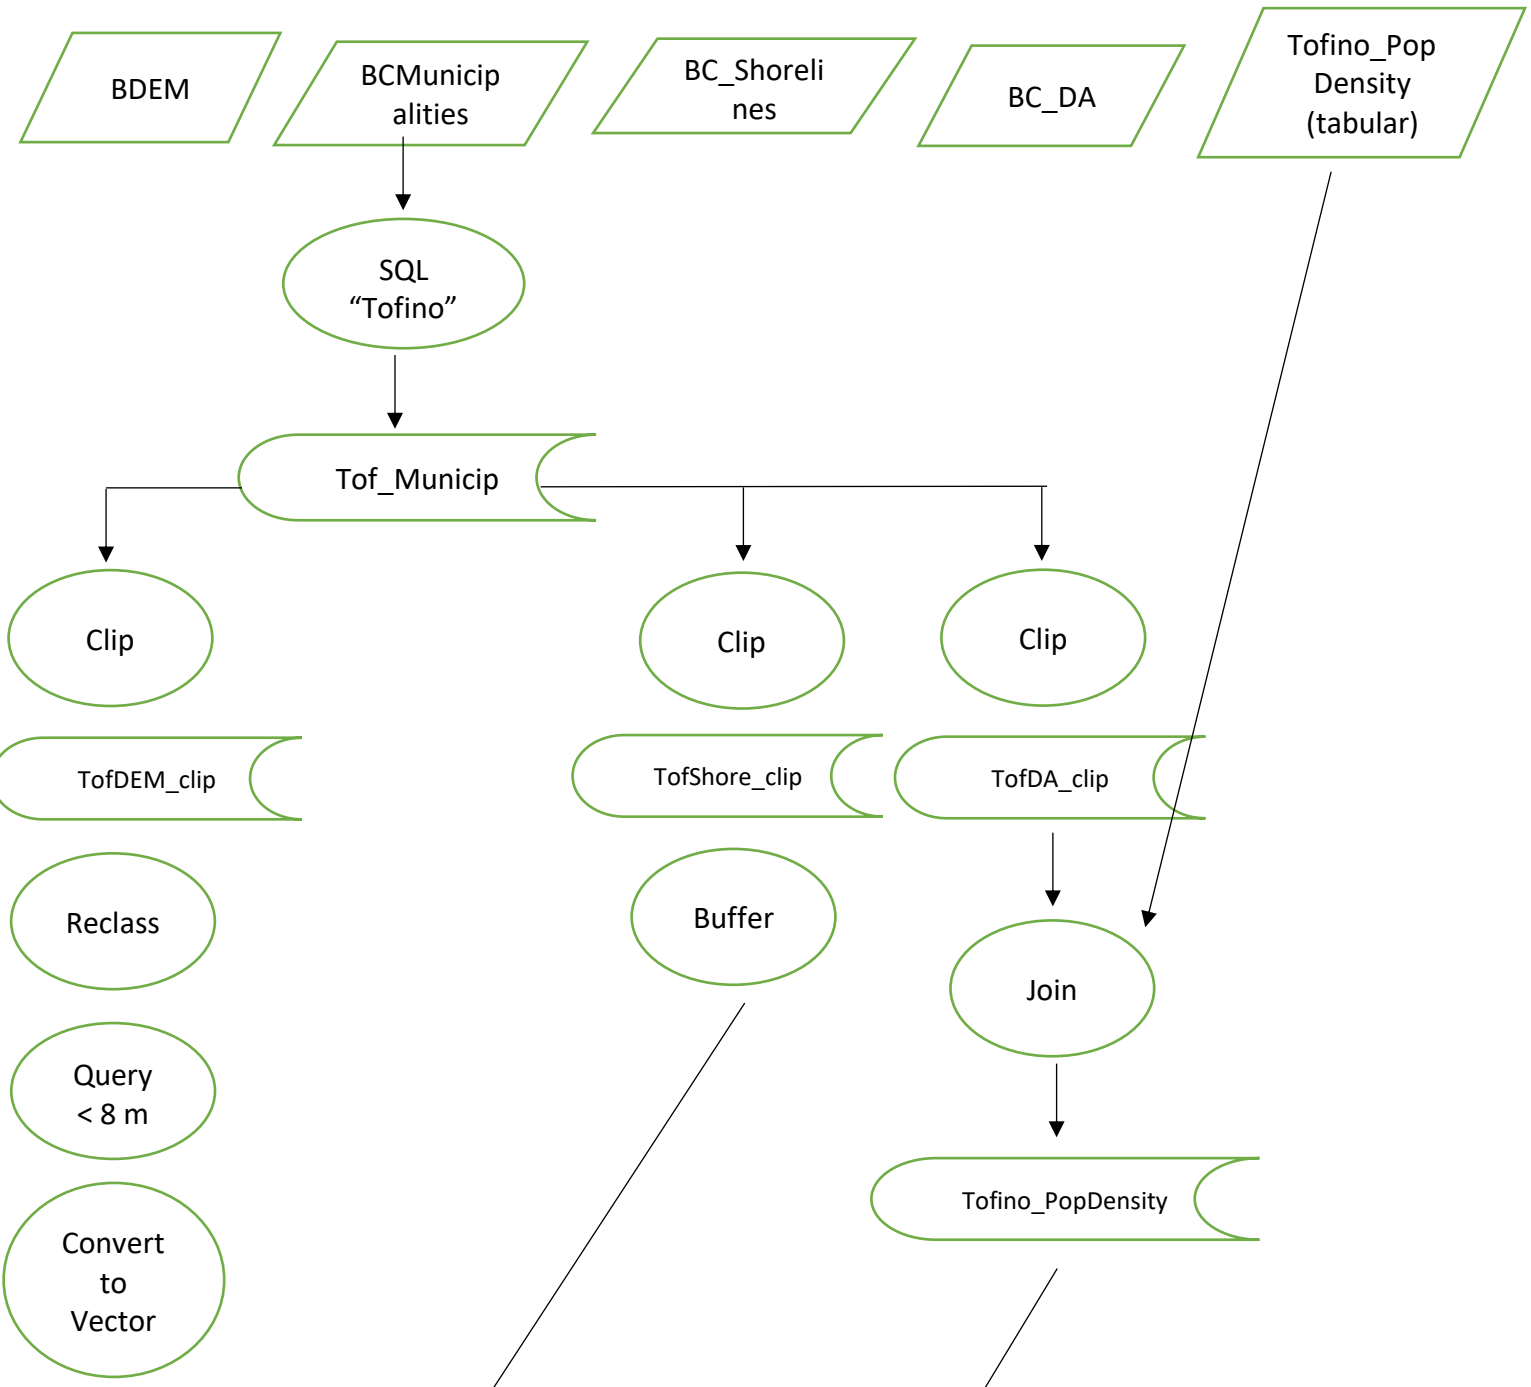 BDEM
BCMunicip
alities
BC_Shoreli
nes
BC_DA
Tofino_Pop
Density
(tabular)
SQL
“Tofino”
Tof_Municip
Clip
Clip
Clip
TofDEM_clip
TofShore_clip
TofDA_clip
Reclass
Buffer
Join
Query
< 8 m
Tofino_PopDensity
Convert
to
Vector